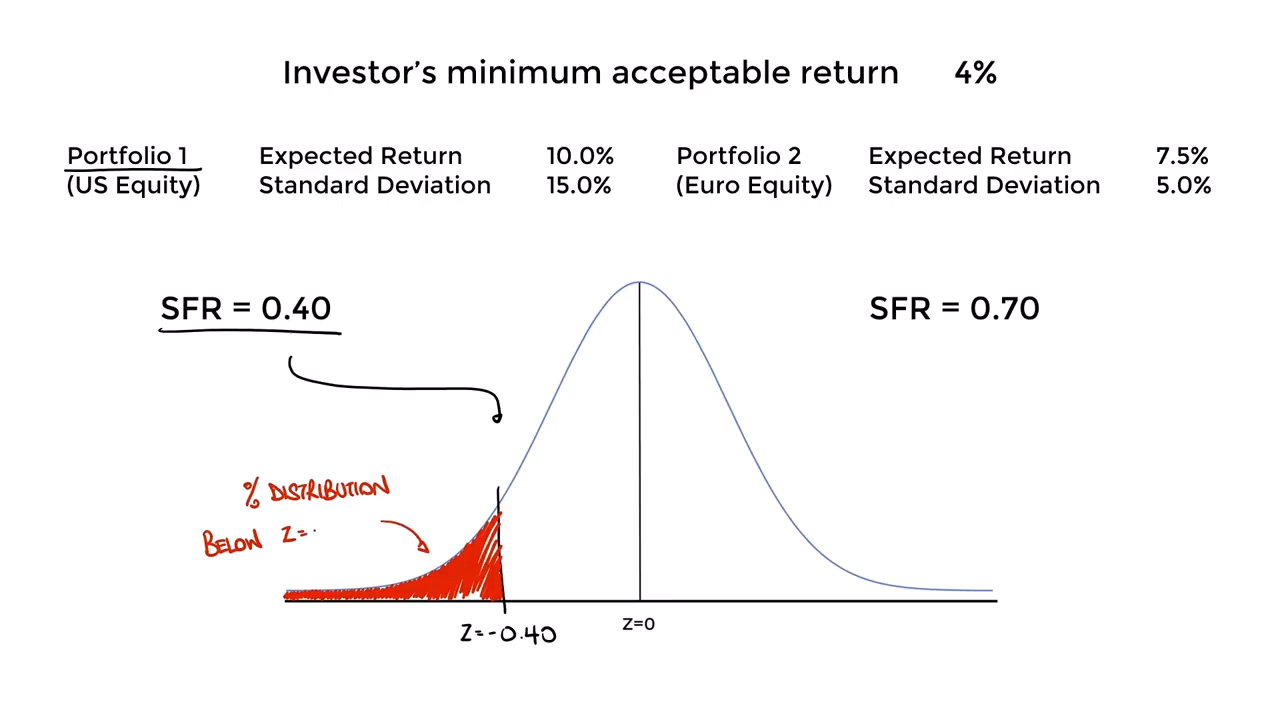 Investor’s minimum acceptable return 4%
Portfolio 1 Expected Return 10.0% Portfolio 2 Expected Return 7.5%
(US Equity) Standard Deviation 15.0% (Euro Equity) Standard Deviation 5.0%
SFR = 0.40 SFR = 0.70
% DISTRIBUTION
BELOW Z=-
Z=-0.40 Z=0